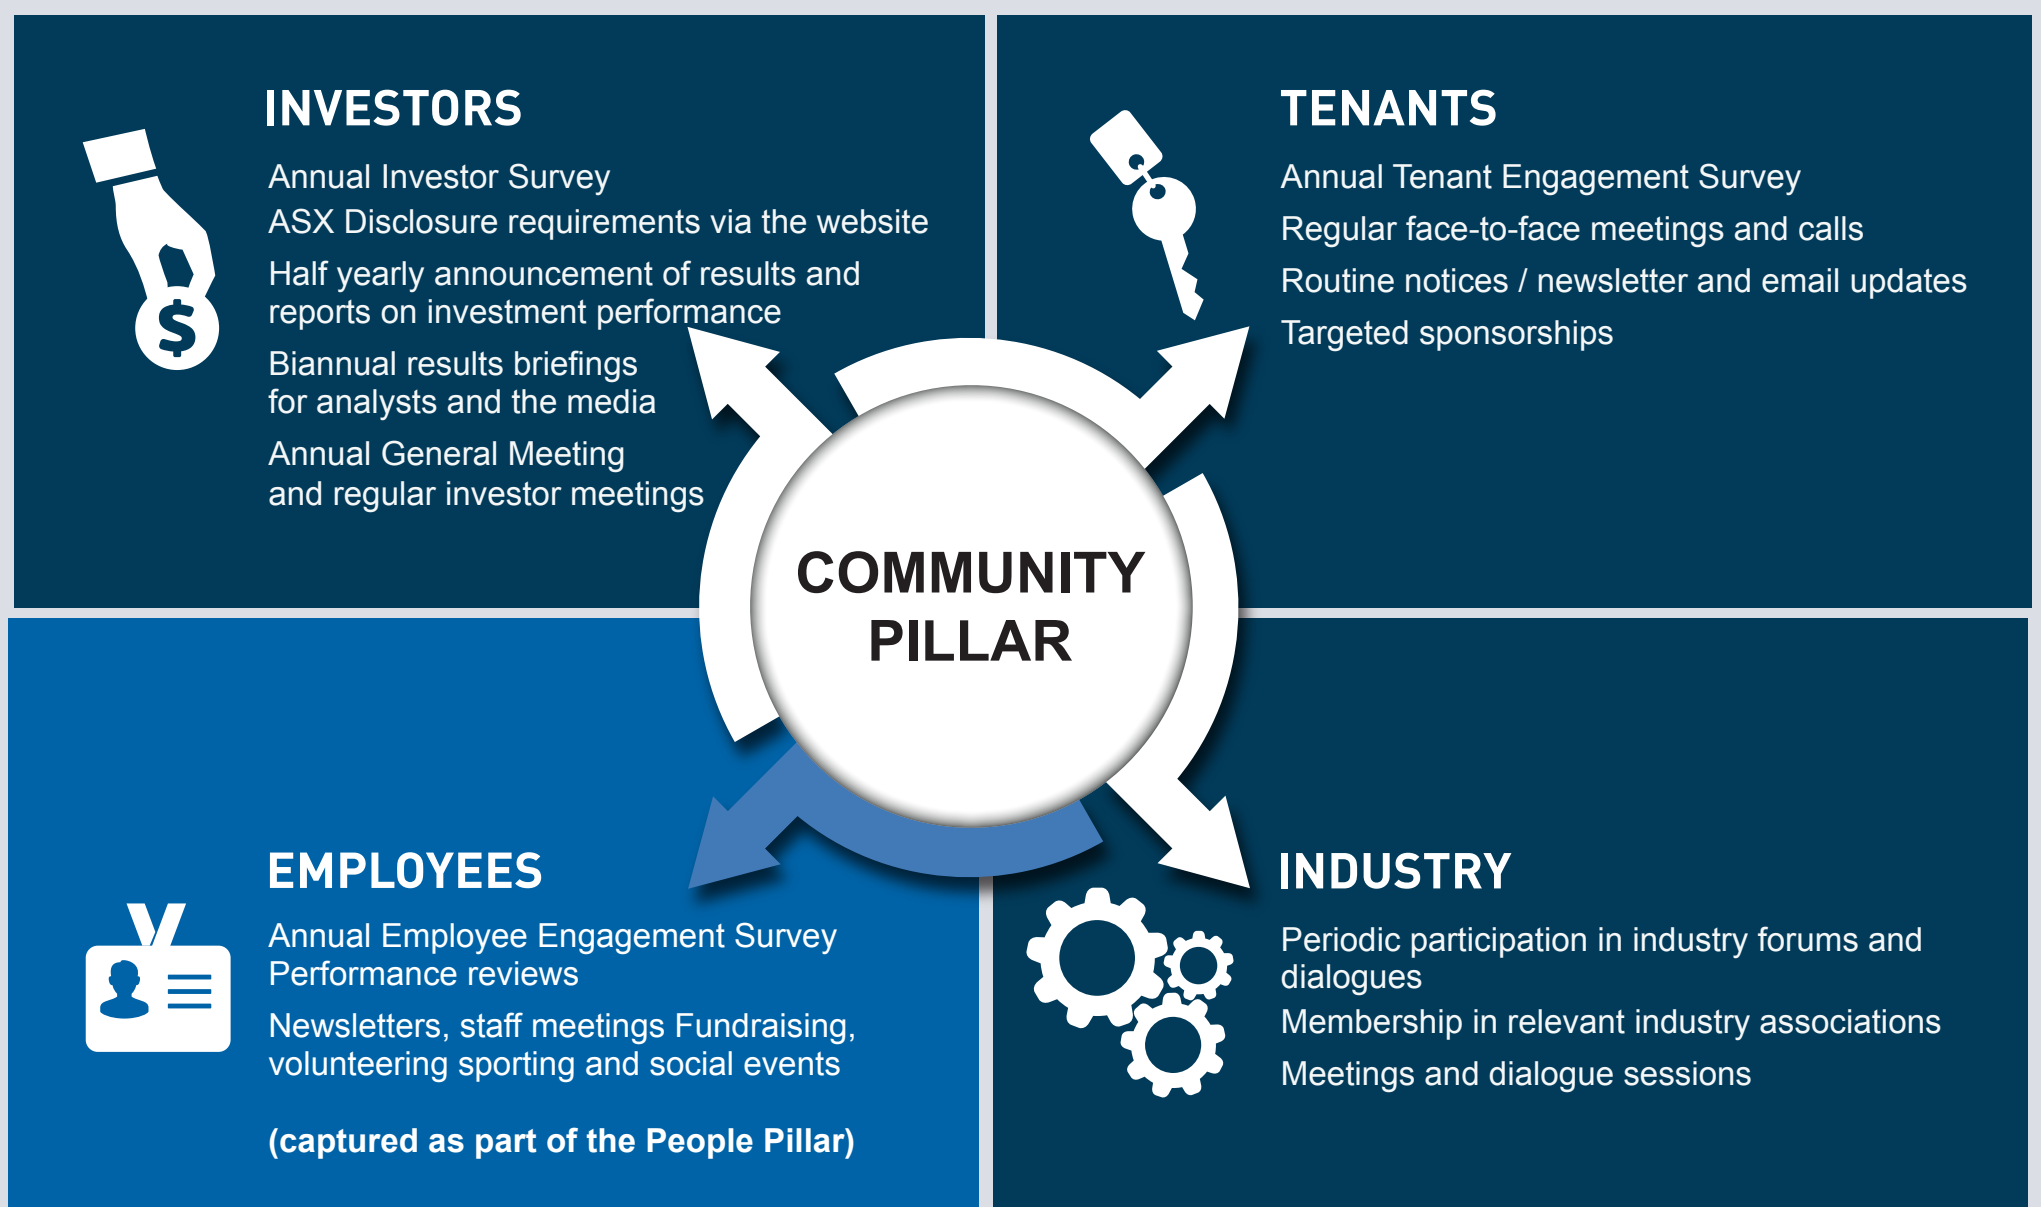 INVESTORS
Annual Investor Survey
ASX Disclosure requirements via the website
Half yearly announcement of results and
reports on investment performance
Biannual results briefings
for analysts and the media
Annual General Meeting
and regular investor meetings
$
TENANTS
Annual Tenant Engagement Survey
Regular face-to-face meetings and calls
Routine notices / newsletter and email updates
Targeted sponsorships
COMMUNITY
PILLAR
EMPLOYEES
Annual Employee Engagement Survey
Performance reviews
Newsletters, staff meetings Fundraising,
volunteering sporting and social events
(captured as part of the People Pillar)
INDUSTRY
Periodic participation in industry forums and
dialogues
Membership in relevant industry associations
Meetings and dialogue sessions